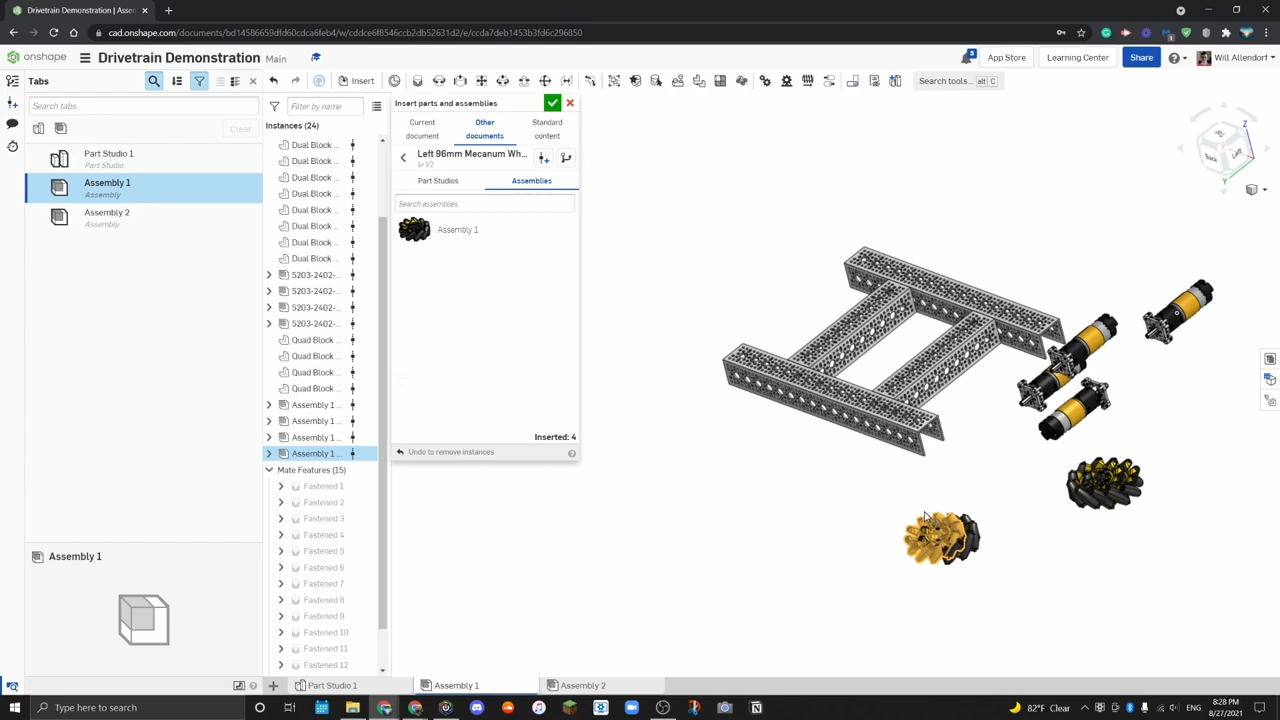 Drivetrain Demonstration | Assem
cad.onshape.com/documents/bd14586659dfd60cdca6feb4/w/cddce6f8546ccb2db52631d2/e/ccda7deb1453b3fd6c296850
onshape
Drivetrain Demonstration Main
3
App Store
Learning Center
Share
Will Allendorf
Tabs
Insert
Search tools...
alt C
Search tabs
Clear
Part Studio 1
Part Studio
Assembly 1
Assembly
Assembly 2
Assembly
Filter by name
Instances (24)
Dual Block ...
Dual Block ...
Dual Block ...
Dual Block ...
Dual Block ...
Dual Block ...
Dual Block ...
Dual Block ...
5203-2402-...
5203-2402-...
5203-2402-...
5203-2402-...
Quad Block ...
Quad Block ...
Quad Block ...
Quad Block ...
Assembly 1 ...
Assembly 1 ...
Assembly 1 ...
Assembly 1 ...
Mate Features (15)
Fastened 1
Fastened 2
Fastened 3
Fastened 4
Fastened 5
Fastened 6
Fastened 7
Fastened 8
Fastened 9
Fastened 10
Fastened 11
Fastened 12
Insert parts and assemblies
Current document
Other documents
Standard content
Left 96mm Mecanum Wh...
V2
Part Studios
Assemblies
Search assemblies
Assembly 1
Inserted: 4
Undo to remove instances
Z
Back
Left
Y
Assembly 1
Part Studio 1
Assembly 1
Assembly 2
Type here to search
82°F Clear
8:28 PM
8/27/2021